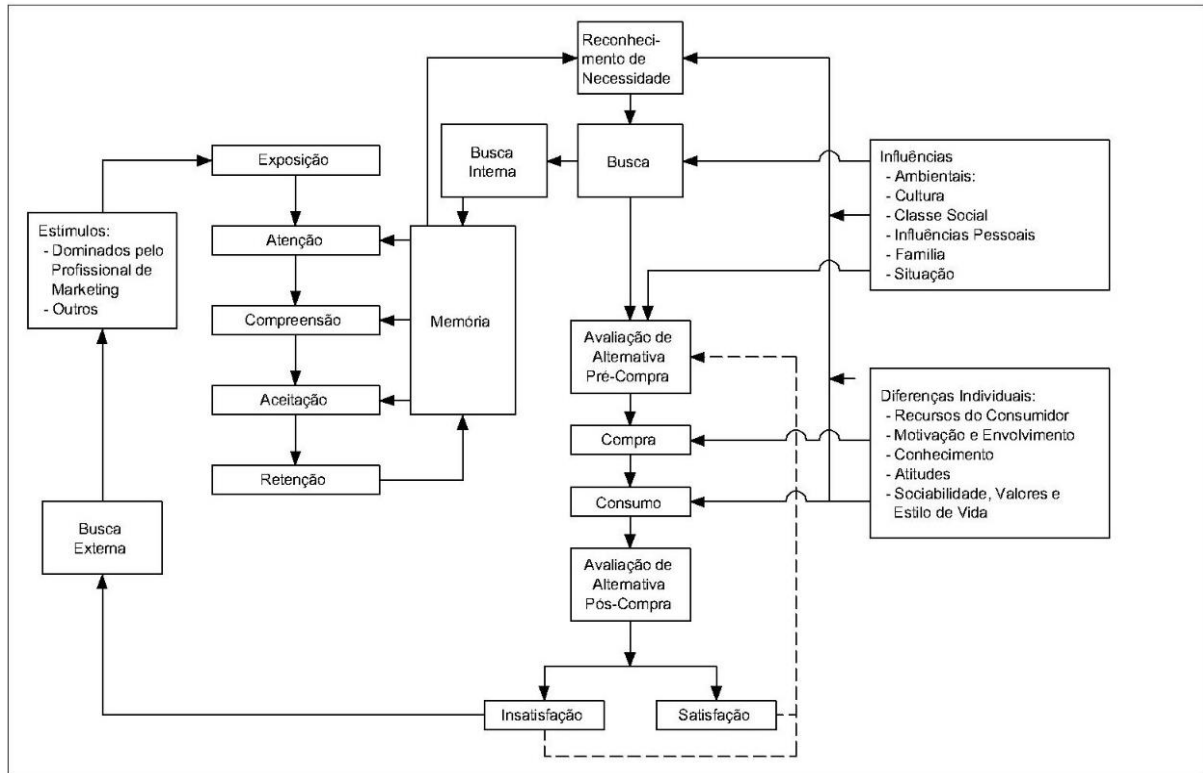 Reconheci-
mento de
Necessidade
Busca
Interna
Busca
Exposição
Influências
- Ambientais:
- Cultura
- Classe Social
- Influências Pessoais
- Familia
- Situação
Estimulos:
- Dominados pelo
Profissional de
Marketing
- Outros
Atenção
Compreensão
Memória
Avaliação de
Alternativa
Pré-Compra
Aceitação
Diferenças Individuais:
- Recursos do Consumidor
- Motivação e Envolvimento
- Conhecimento
- Atitudes
- Sociabilidade, Valores e
Estilo de Vida
Compra
Retenção
Consumo
Busca
Externa
Avaliação de
Alternativa
Pós-Compra
Insatisfação
Satisfação